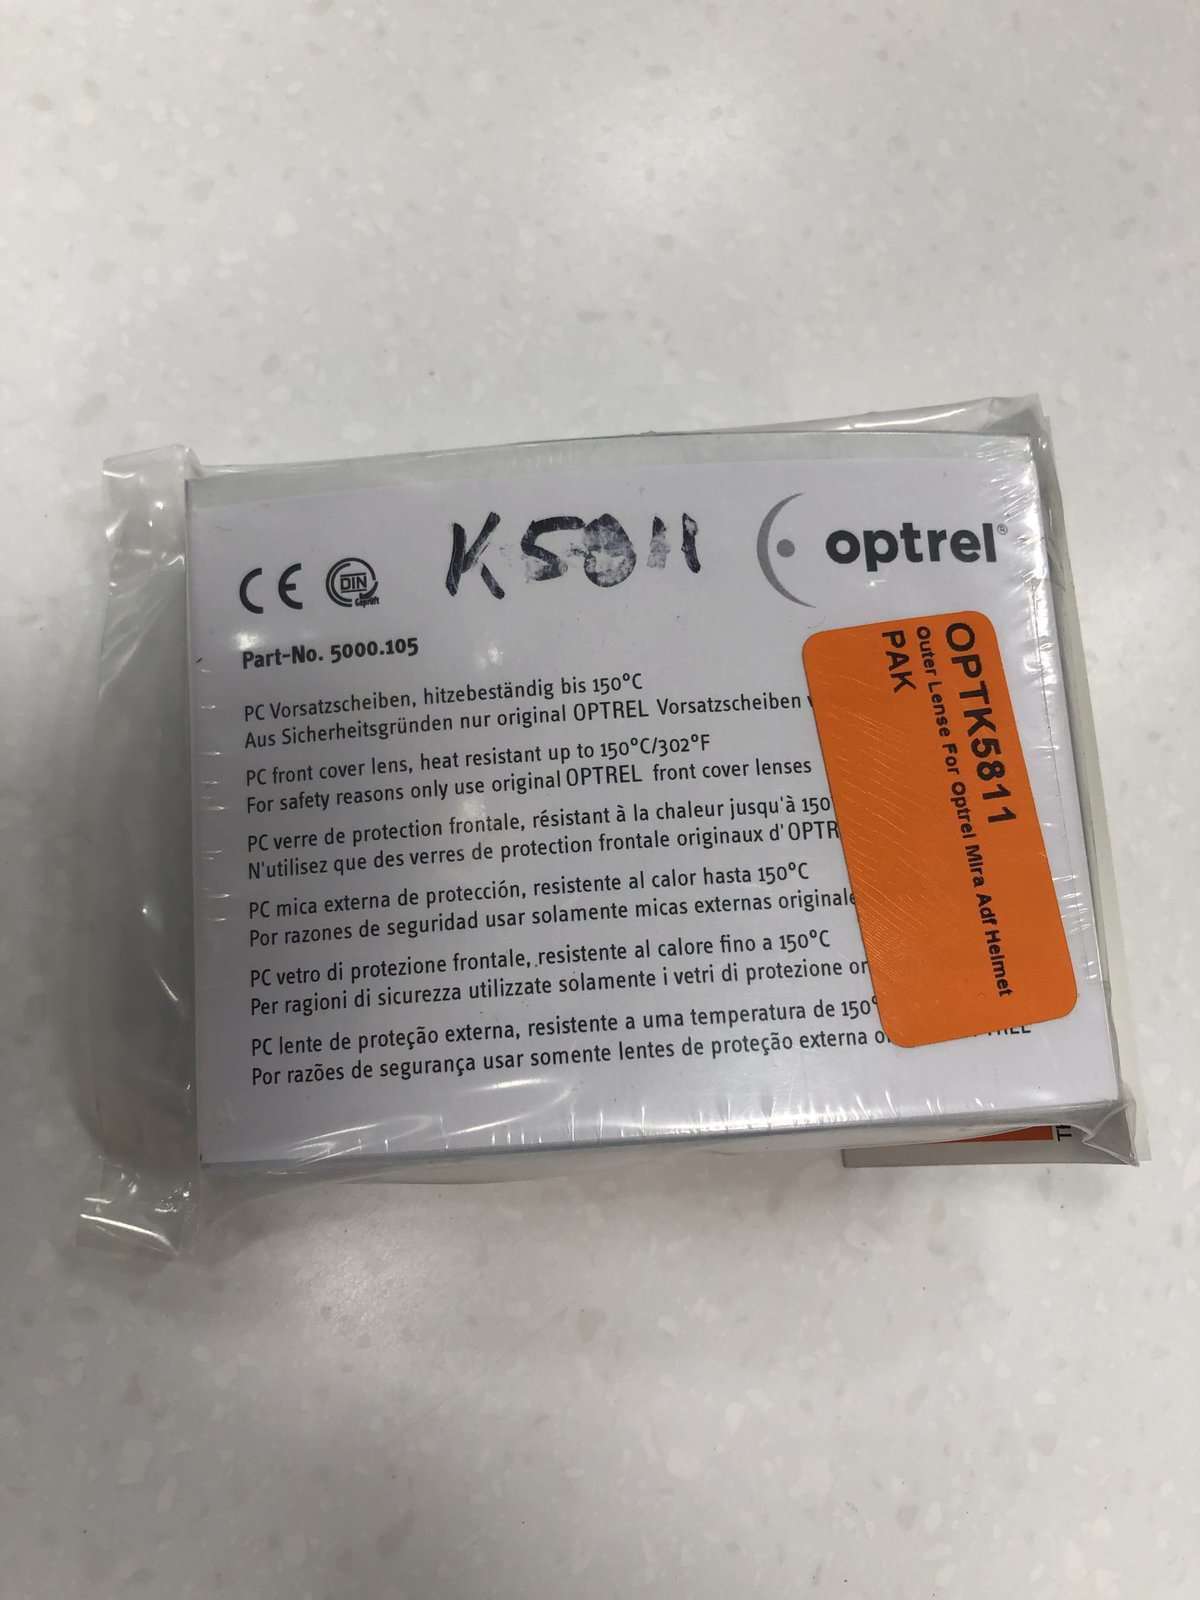 CE DIN Geprüft K5811 optrel®
Part-No. 5000.105
PC Vorsatzscheiben, hitzebeständig bis 150°C
Aus Sicherheitsgründen nur original OPTREL Vorsatzscheiben
PC front cover lens, heat resistant up to 150°C/302°F
For safety reasons only use original OPTREL front cover lenses
PC verre de protection frontale, résistant à la chaleur jusqu'à 150
N'utilisez que des verres de protection frontale originaux d'OPTR
PC mica externa de protección, resistente al calor hasta 150°C
Por razones de seguridad usar solamente micas externas originale
PC vetro di protezione frontale, resistente al calore fino a 150°C
Per ragioni di sicurezza utilizzate solamente i vetri di protezione or
PC lente de proteção externa, resistente a uma temperatura de 150°
Por razões de segurança usar somente lentes de proteção externa o
OPTK5811
Outer Lense For Optrel Mira Adf Helmet
PAK